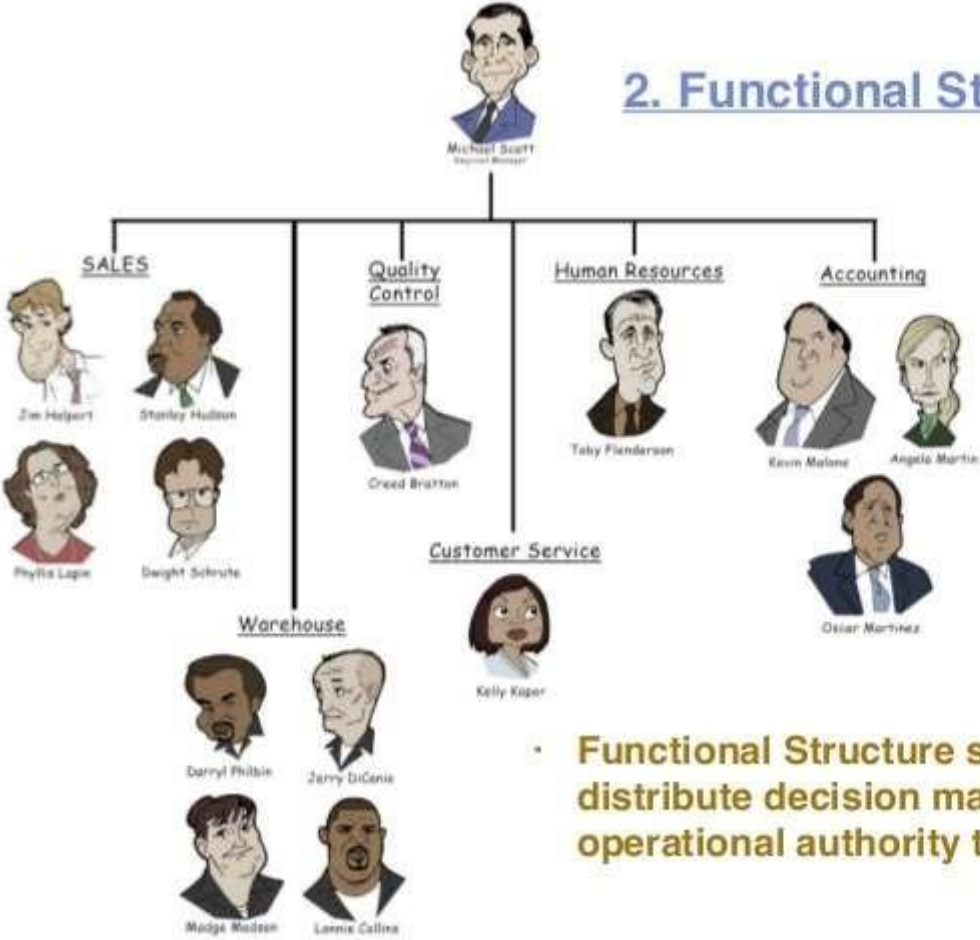 Michael Scott
Regional Manager
2. Functional St
SALES
Jim Halpert
Stanley Hudson
Phyllis Lapin
Dwight Schrute
Warehouse
Darryl Philbin
Jerry DiCanio
Madge Madsen
Lonnie Collins
Quality
Control
Creed Bratton
Customer Service
Kelly Kapor
Human Resources
Toby Flenderson
Accounting
Kevin Malone
Angela Martin
Oscar Martinez
· Functional Structure s
distribute decision ma
operational authority t